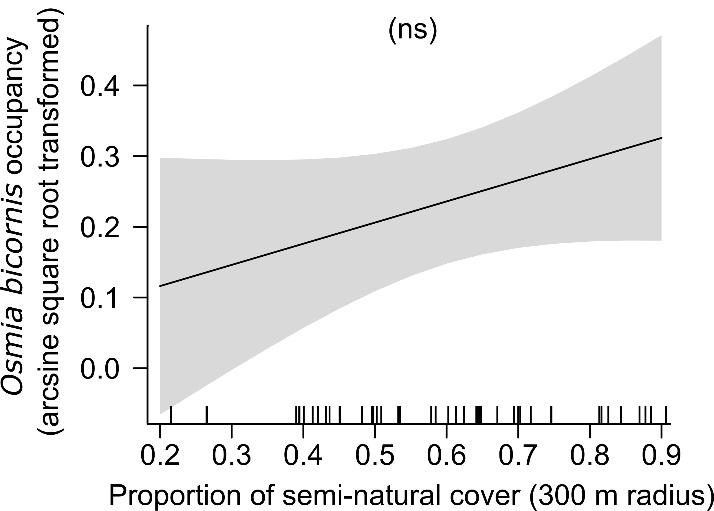 (ns)
Osmia bicornis occupancy
(arcsine square root transformed)
0.4
0.3
0.2
0.1
0.0
0.2 0.3 0.4 0.5 0.6 0.7 0.8 0.9
Proportion of semi-natural cover (300 m radius)